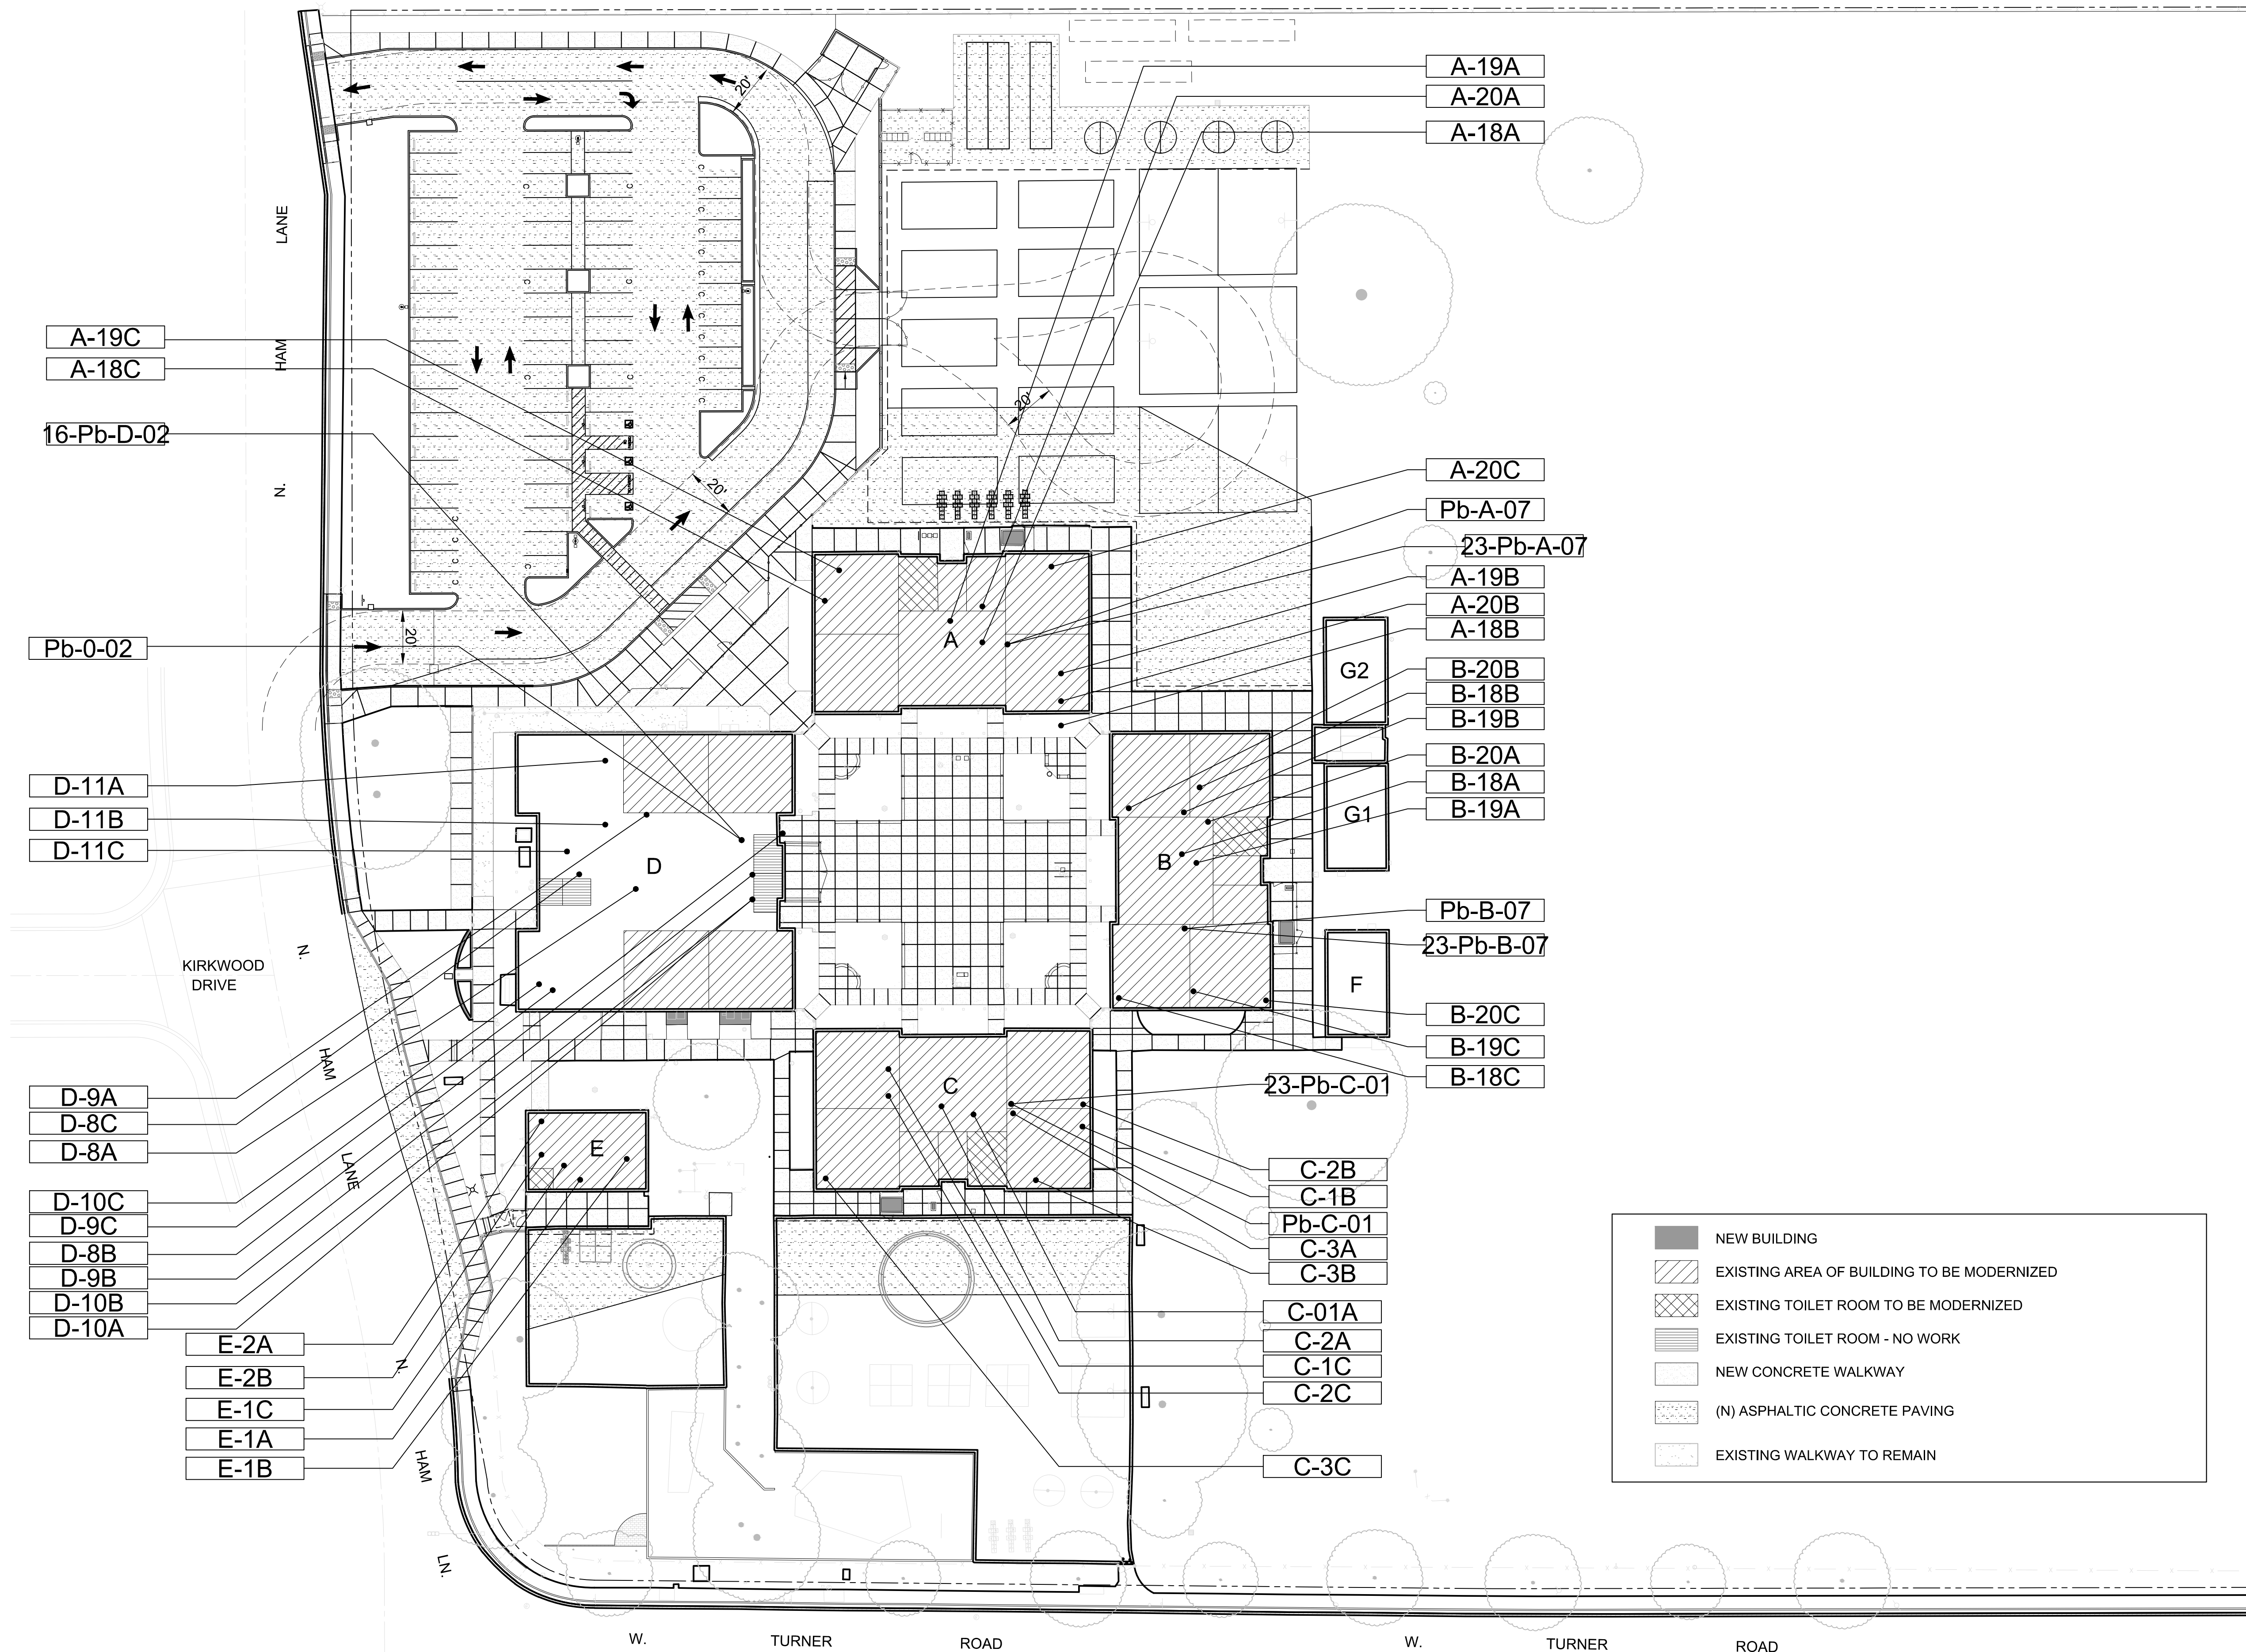 A-19A
A-20A
A-18A
20'
LANE
HAM
N.
A-19C
A-18C
16-Pb-D-02
20'
20'
20'
A-20C
Pb-A-07
23-Pb-A-07
A-19B
A-20B
A-18B
A
Pb-0-02
B-20B
B-18B
B-19B
B-20A
B-18A
B-19A
G2
G1
D-11A
D-11B
D-11C
D
B
Pb-B-07
23-Pb-B-07
F
KIRKWOOD
DRIVE
N.
HAM
LANE
N.
HAM
LN.
B-20C
B-19C
B-18C
23-Pb-C-01
C
E
D-9A
D-8C
D-8A
D-10C
D-9C
D-8B
D-9B
D-10B
D-10A
C-2B
C-1B
Pb-C-01
C-3A
C-3B
C-01A
C-2A
C-1C
C-2C
C-3C
E-2A
E-2B
E-1C
E-1A
E-1B
NEW BUILDING
EXISTING AREA OF BUILDING TO BE MODERNIZED
EXISTING TOILET ROOM TO BE MODERNIZED
EXISTING TOILET ROOM - NO WORK
NEW CONCRETE WALKWAY
(N) ASPHALTIC CONCRETE PAVING
EXISTING WALKWAY TO REMAIN
W. TURNER ROAD
W. TURNER ROAD